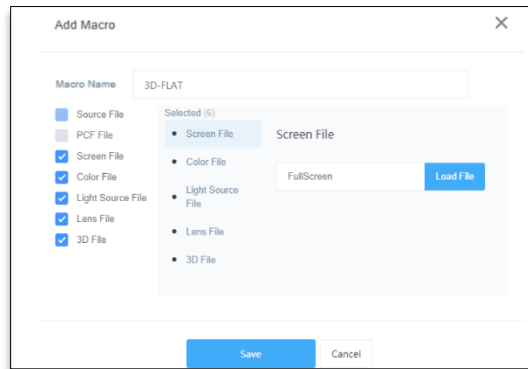 Add Macro
Macro Name
3D-FLAT
Source File
PCF File
Screen File
Color File
Light Source File
Lens File
3D File
Selected (6)
Screen File
Color File
Light Source
File
Lens File
3D File
Screen File
FullScreen
Load File
Save
Cancel